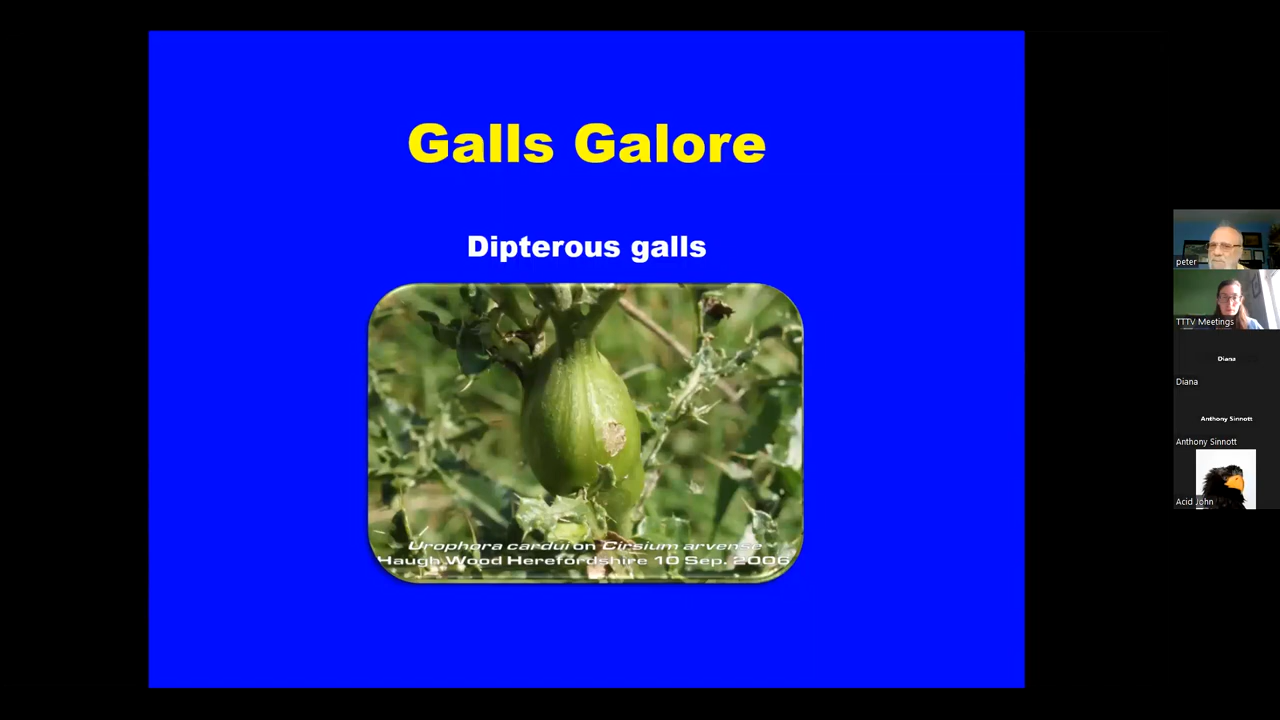 Galls Galore
Dipterous galls
Urophora cardui on Cirsium arvense
Haugh Wood Herefordshire 10 Sep. 2006
peter
TTTV Meetings
Diana
Diana
Anthony Sinnott
Anthony Sinnott
Acid John